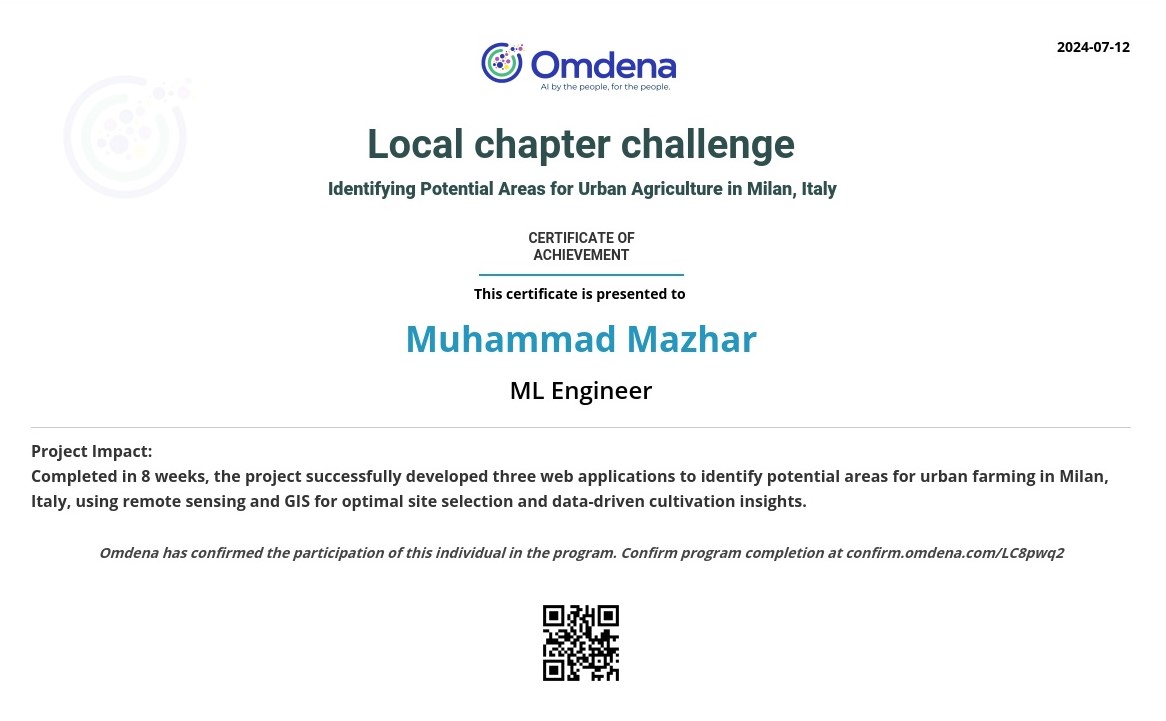 2024-07-12
Omdena
AI by the people, for the people.
Local chapter challenge
Identifying Potential Areas for Urban Agriculture in Milan, Italy
CERTIFICATE OF
ACHIEVEMENT
This certificate is presented to
Muhammad Mazhar
ML Engineer
Project Impact:
Completed in 8 weeks, the project successfully developed three web applications to identify potential areas for urban farming in Milan,
Italy, using remote sensing and GIS for optimal site selection and data-driven cultivation insights.
Omdena has confirmed the participation of this individual in the program. Confirm program completion at confirm.omdena.com/LC8pwq2